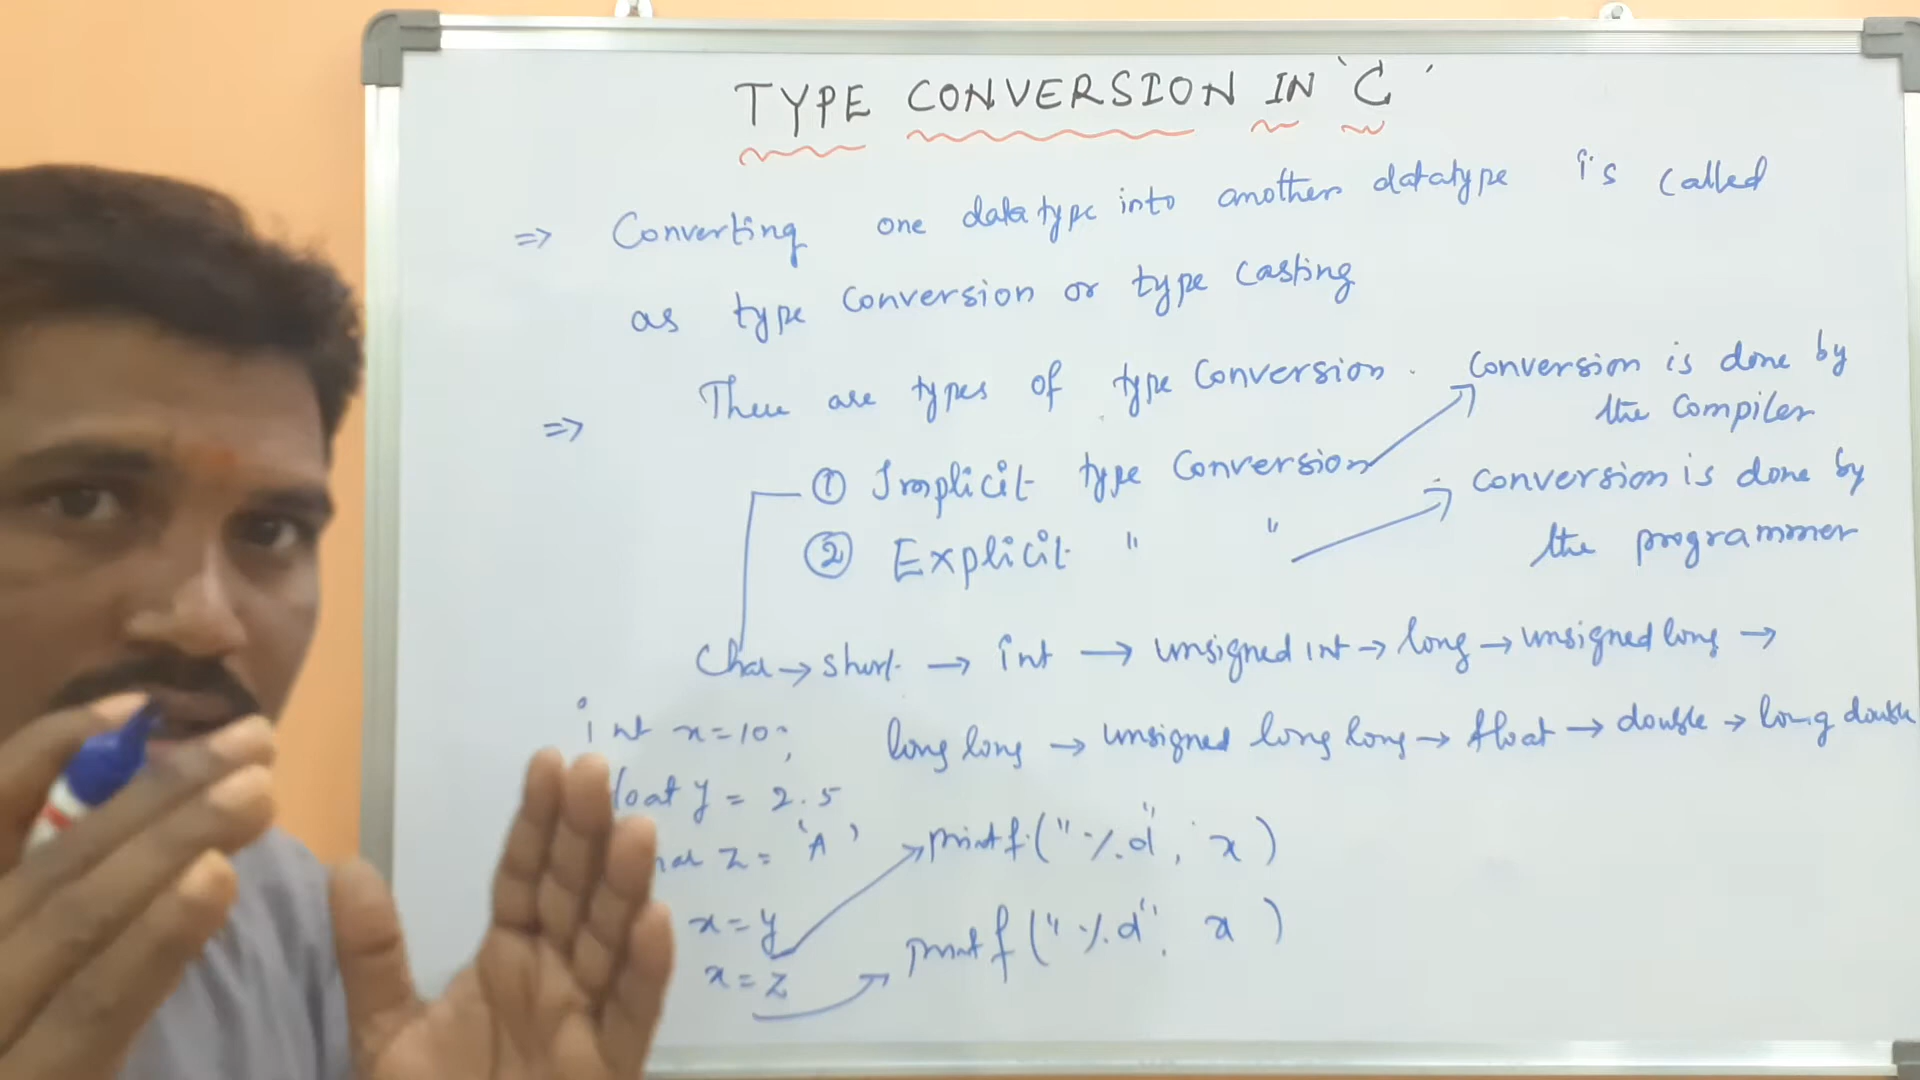 TYPE CONVERSION IN 'C'
=> Converting one datatype into another datatype is called
as type Conversion or type Casting
=> There are types of type Conversion.
Conversion is done by
the Compiler
① Implicit type Conversion
② Explicit " "
Conversion is done by
the programmer
Char → short → int → unsigned int → long → unsigned long →
long long → unsigned long long → float → double → long double
int x=10;
loat y = 2.5
har z= 'A'
x=y
x=z
printf("%d", x)
printf("%d", x)